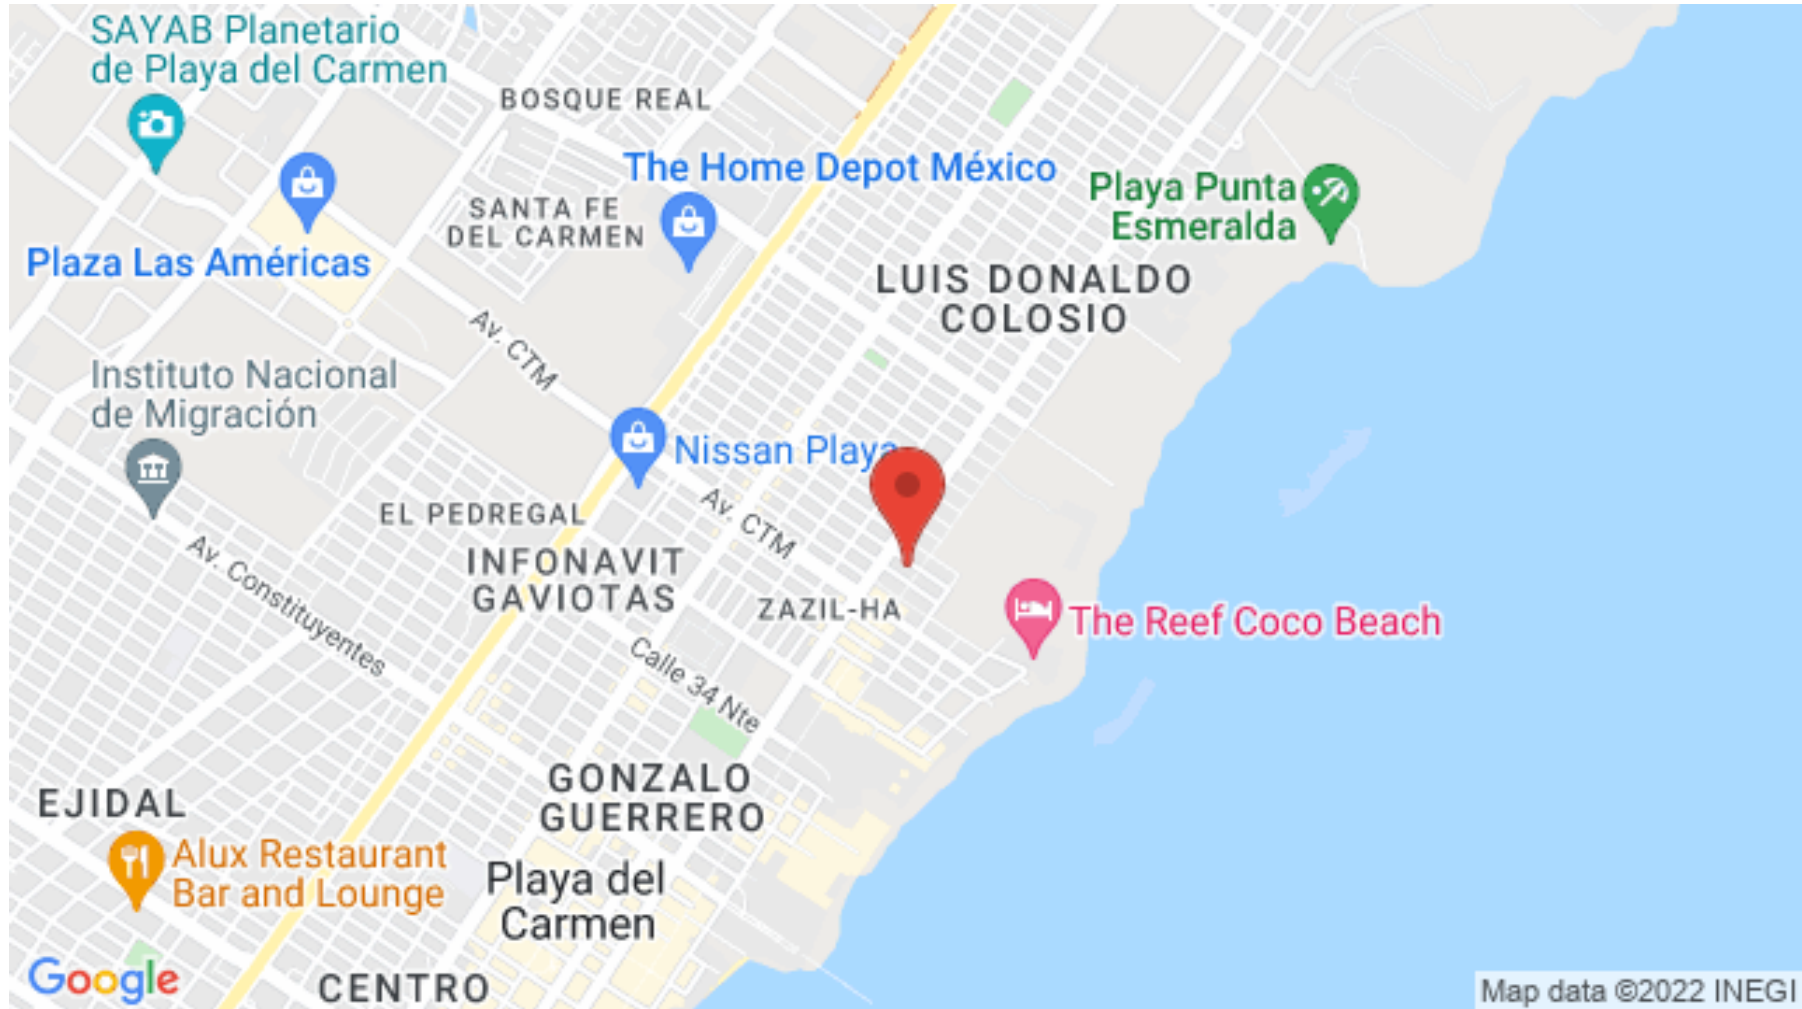 SAYAB Planetario
de Playa del Carmen
BOSQUE REAL
The Home Depot México
Playa Punta
Esmeralda
SANTA FE
DEL CARMEN
Plaza Las Américas
LUIS DONALDO
COLOSIO
Av. CTM
Instituto Nacional
de Migración
Nissan Playa
EL PEDREGAL
Av. CTM
Av. Constituyentes
INFONAVIT
GAVIOTAS
ZAZIL-HA
The Reef Coco Beach
Calle 34 Nte
GONZALO
GUERRERO
EJIDAL
Alux Restaurant
Bar and Lounge
Playa del
Carmen
Google
CENTRO
Map data ©2022 INEGI